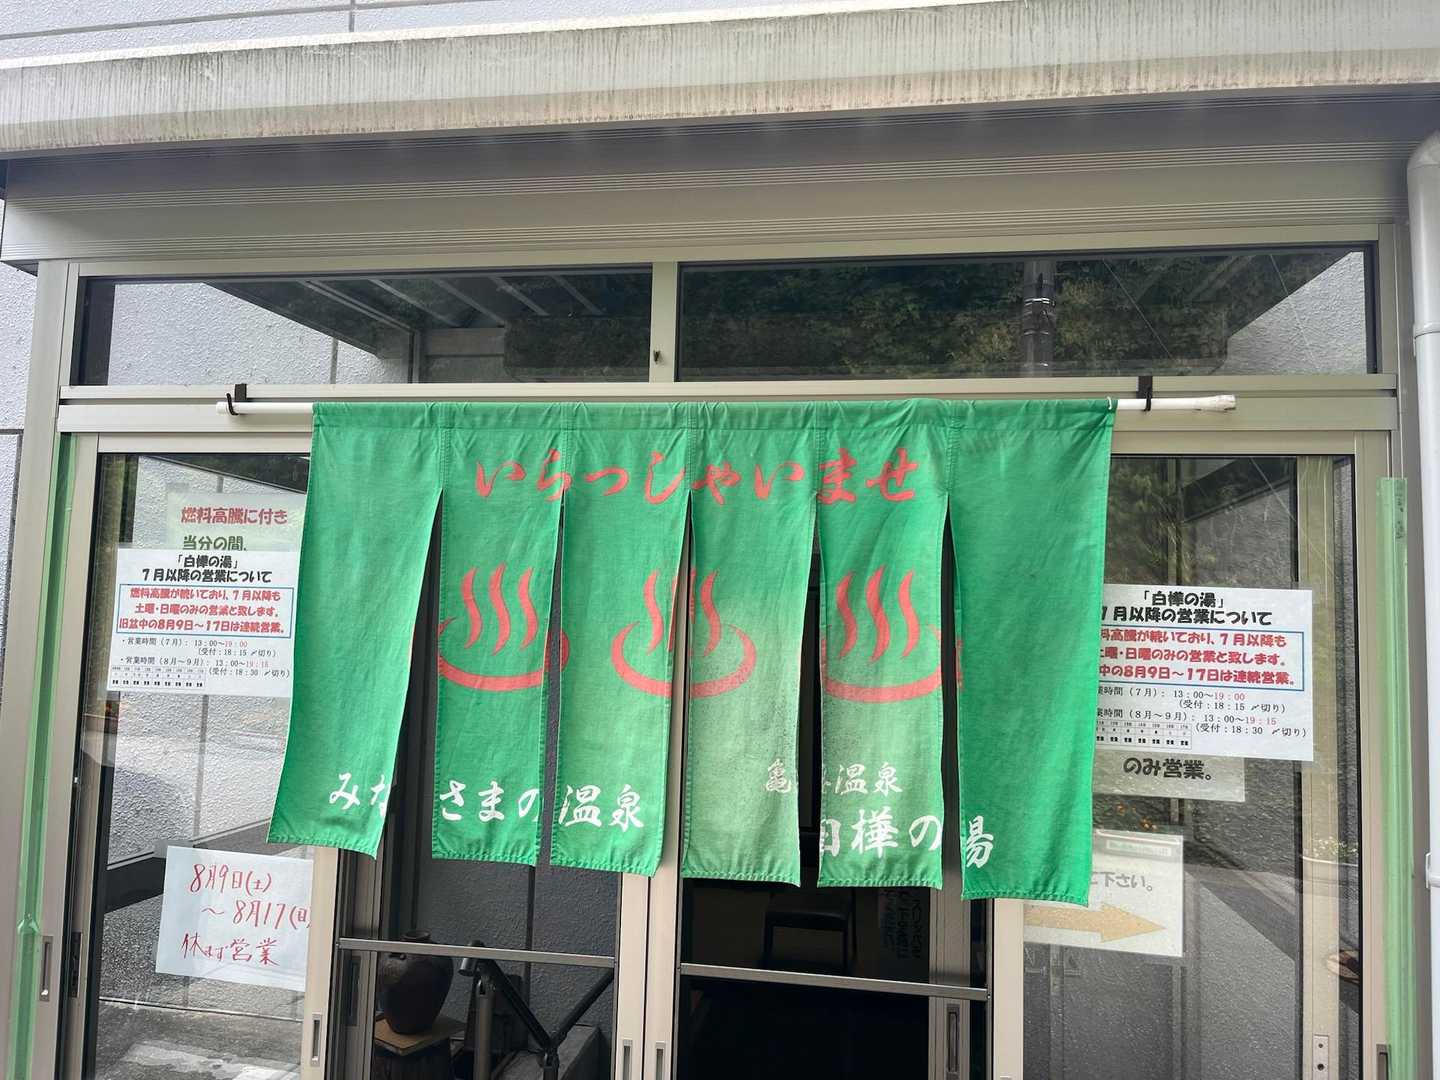 いらっしゃいませ
みなさまの温泉
温泉
白樺の湯
燃料高騰に付き
当分の間、
「白樺の湯」
7月以降の営業について
燃料高騰が続いており、7月以降も
土曜・日曜のみの営業と致します。
旧盆中の8月9日～17日は連続営業。
・営業時間（7月）：13：00～19：00
（受付：18：15 〆切り）
・営業時間（8月～9月）：13：00～19：15
（受付：18：30 〆切り）
8月9日(土)
～8月17(日)
休まず営業
「白樺の湯」
7月以降の営業について
料高騰が続いており、7月以降も
曜・日曜のみの営業と致します。
中の8月9日～17日は連続営業。
業時間（7月）：13：00～19：00
（受付：18：15 〆切り）
業時間（8月～9月）：13：00～19：15
（受付：18：30 〆切り）
のみ営業。
下さい。